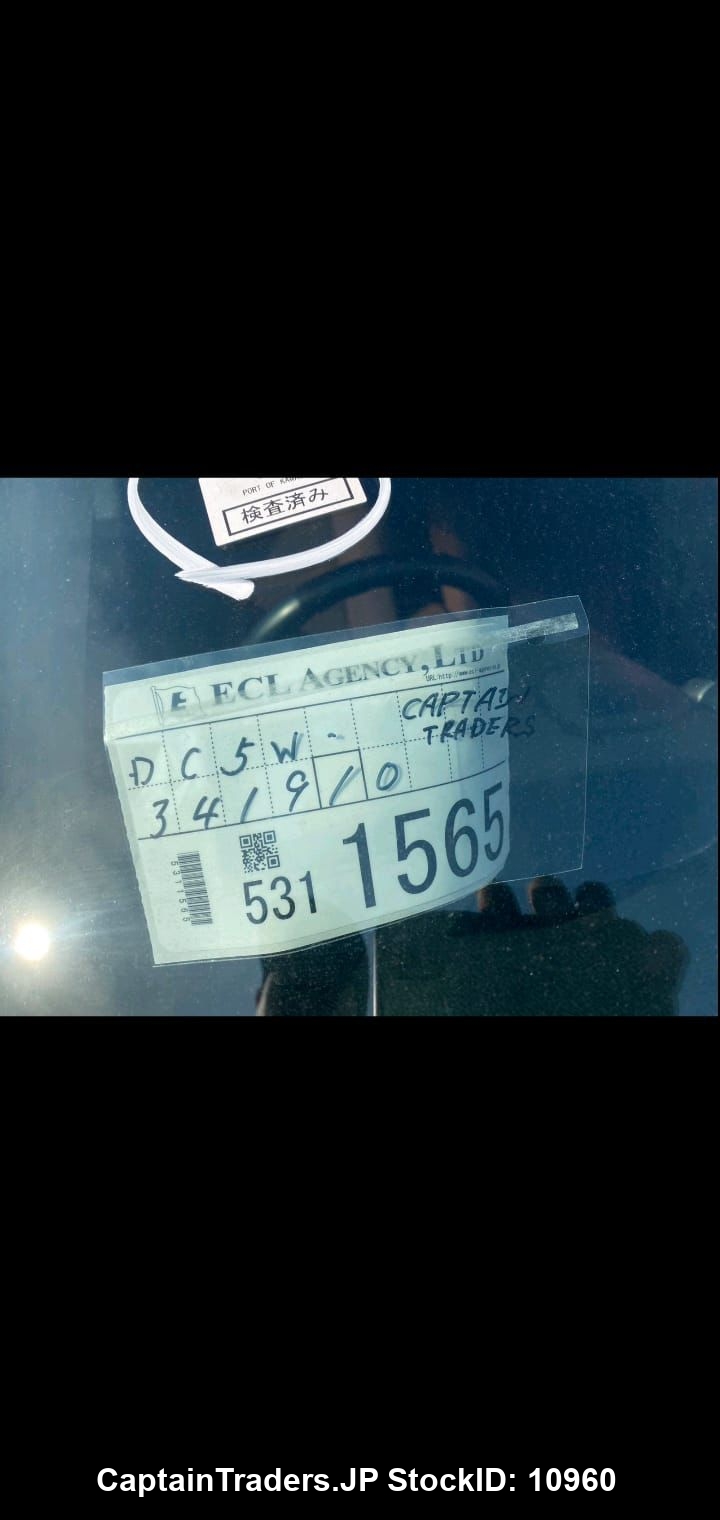 PORT OF
検査済み
E ECL AGENCY, LTD
CAPTAIN
TRADERS
DC5W-
341910
5311565
531 1565
CaptainTraders.JP StockID: 10960